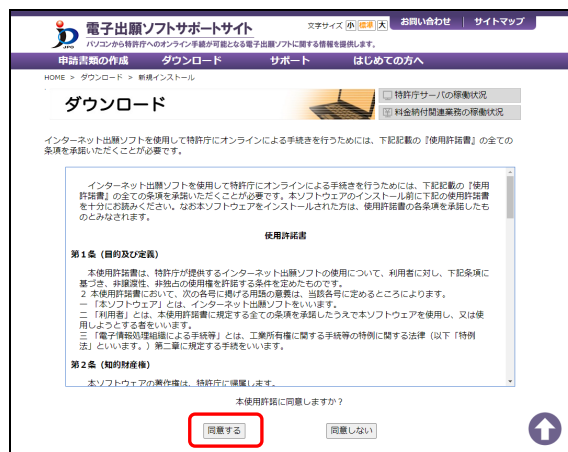 JPO
電子出願ソフトサポートサイト
文字サイズ 小 標準 大
お問い合わせ サイトマップ
パソコンから特許庁へのオンライン手続が可能となる電子出願ソフトに関する情報を提供します。
申請書類の作成 ダウンロード サポート はじめての方へ
HOME > ダウンロード > 新規インストール
ダウンロード
特許庁サーバの稼働状況
料金納付関連業務の稼働状況
インターネット出願ソフトを使用して特許庁にオンラインによる手続きを行うためには、下記記載の『使用許諾書』の全ての
条項を承諾いただくことが必要です。
インターネット出願ソフトを使用して特許庁にオンラインによる手続きを行うためには、下記記載の『使用
許諾書』の全ての条項を承諾いただくことが必要です。本ソフトウェアのインストール前に下記の使用許諾書
を十分にお読みください。なお本ソフトウェアをインストールされた方は、使用許諾書の各条項を承諾したも
のとみなされます。
使用許諾書
第1条（目的及び定義）
本使用許諾書は、特許庁が提供するインターネット出願ソフトの使用について、利用者に対し、下記条項に
基づき、非譲渡性、非独占の使用権を許諾する条件を定めたものです。
２ 本使用許諾書において、次の各号に掲げる用語の意義は、当該各号に定めるところによります。
一 「本ソフトウェア」とは、インターネット出願ソフトをいいます。
二 「利用者」とは、本使用許諾書に規定する全ての条項を承諾したうえで本ソフトウェアを使用し、又は使
用しようとする者をいいます。
三 「電子情報処理組織による手続等」とは、工業所有権に関する手続等の特例に関する法律（以下「特例
法」といいます。）第二章に規定する手続をいいます。
第2条（知的財産権）
本ソフトウェアの著作権は、特許庁に帰属します。
本使用許諾に同意しますか？
同意する 同意しない